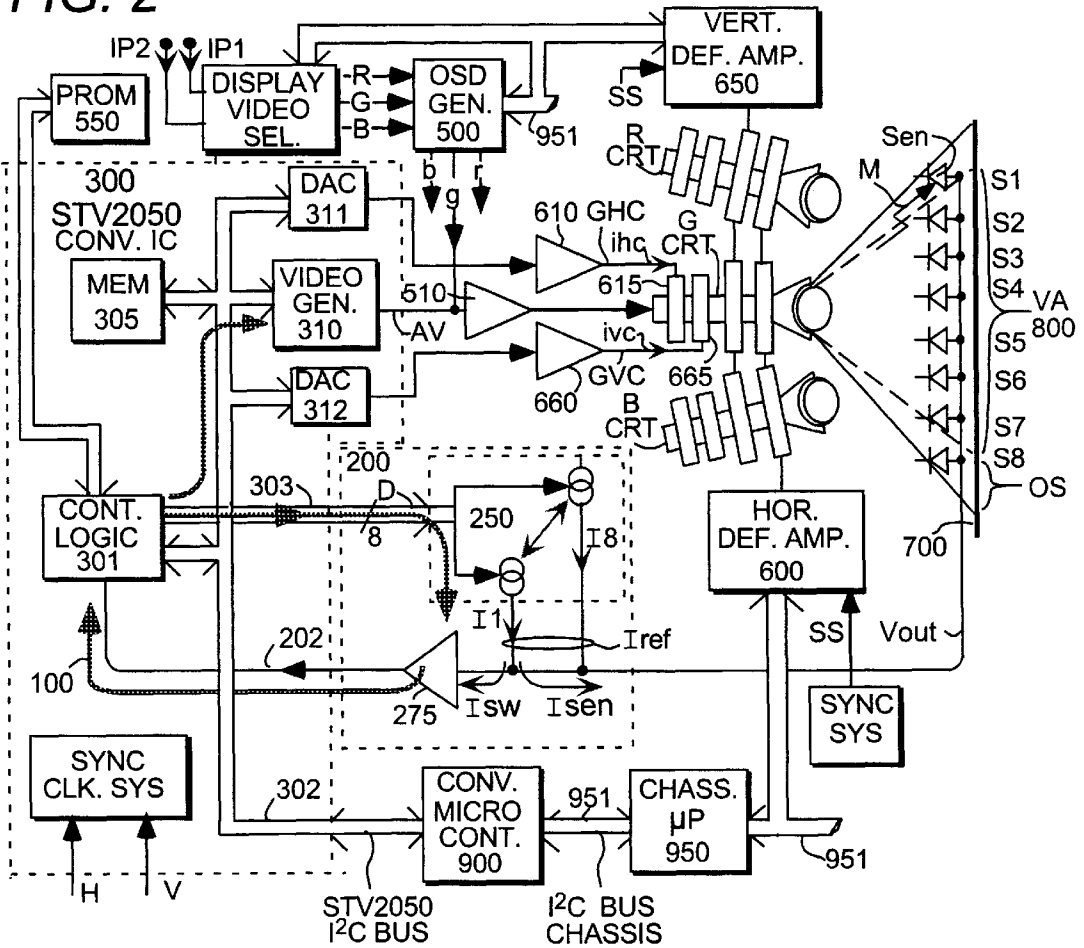 FIG. 2
IP2
IP1
PROM
550
DISPLAY
VIDEO
SEL.
R
G
B
OSD
GEN.
500
951
SS
VERT.
DEF. AMP.
650
b
g
r
300
STV2050
CONV. IC
DAC
311
MEM
305
VIDEO
GEN.
310
DAC
312
510
AV
610
GHC
ihc
615
ivc
GVC
660
665
R
CRT
G
CRT
B
CRT
Sen
M
S1
S2
S3
S4
S5
S6
S7
S8
VA
800
OS
700
CONT.
LOGIC
301
303
D
8
200
250
I8
I1
Iref
202
100
275
Isw
Isen
HOR.
DEF. AMP.
600
SS
Vout
SYNC
SYS
SYNC
CLK. SYS
H
V
302
CONV.
MICRO
CONT.
900
951
CHASS.
µP
950
951
STV2050
I²C BUS
I²C BUS
CHASSIS